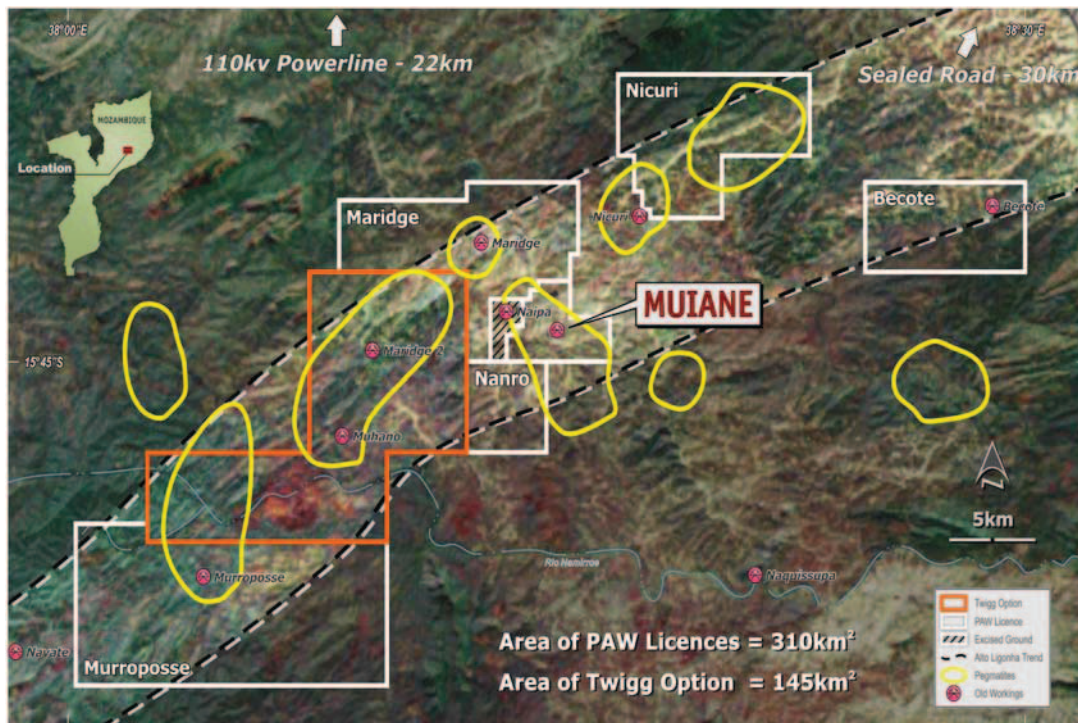 38°00'E
38°30'E
110kv Powerline - 22km
Sealed Road - 30km
MOZAMBIQUE
Location
Nicuri
Maridge
Becote
Becote
Nicuri
Maridge
Naipa
MUIANE
15°45'S
Maridge 2
Nanro
Muhano
N
5km
Rio Namirros
Murroposse
Naquissupa
Navate
Murroposse
Area of PAW Licences = 310km²
Area of Twigg Option = 145km²
Twigg Option
PAW Licence
Excised Ground
Alto Ligonha Trend
Pegmatites
Old Workings